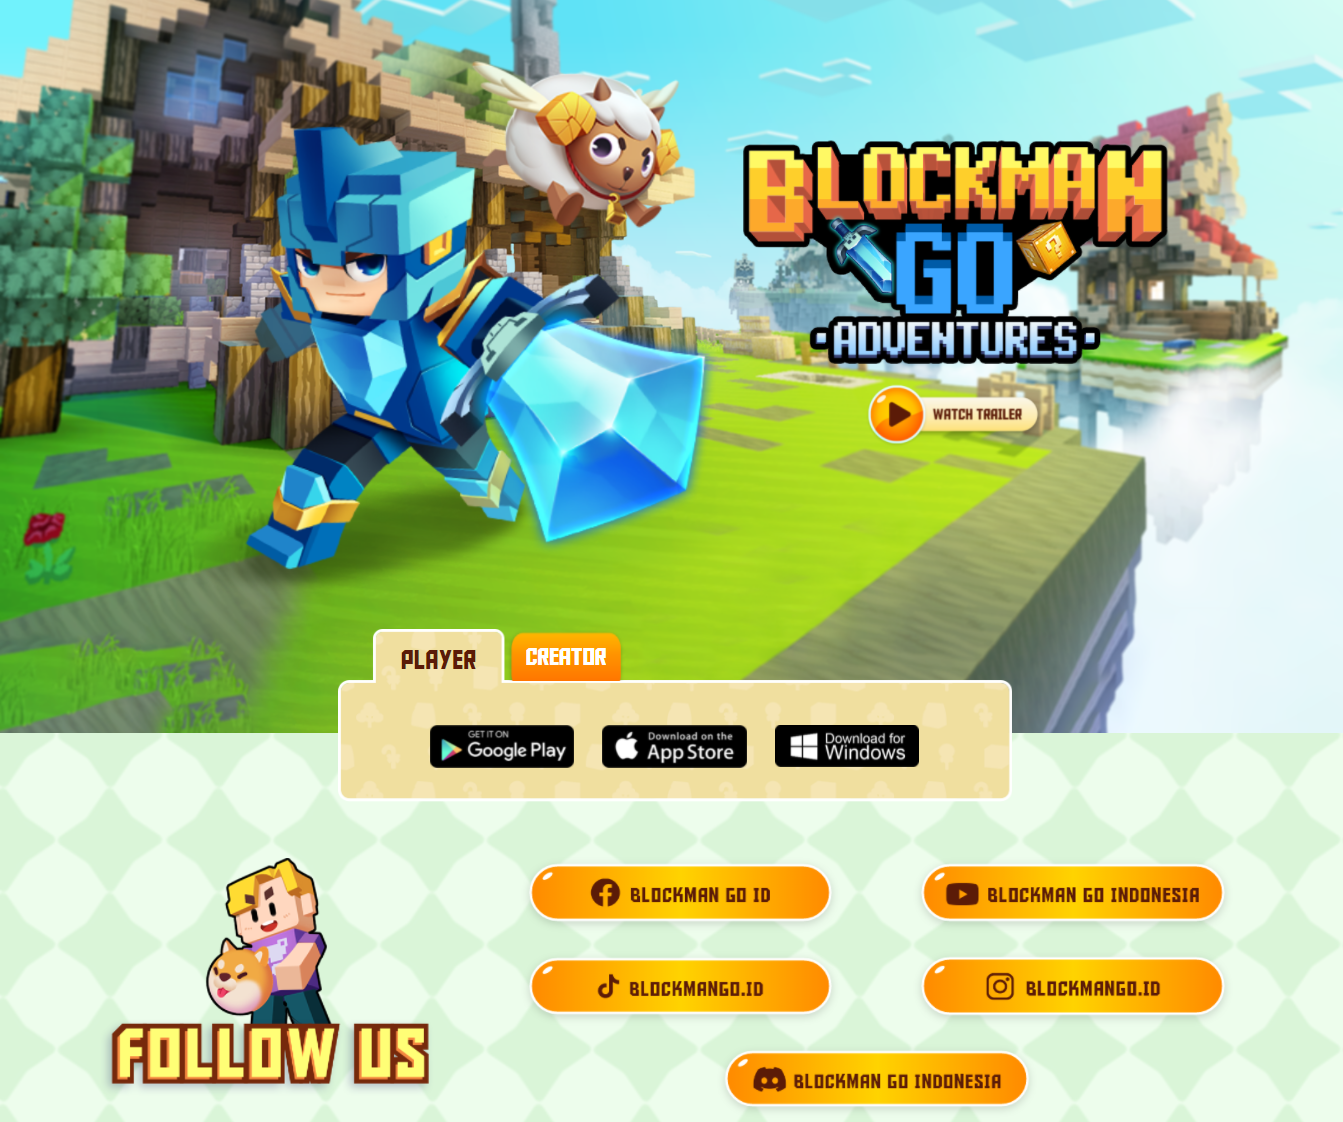 BLOCKMAN
GO
?
·ADVENTURES·
WATCH TRAILER
PLAYER
CREATOR
GET IT ON
Google Play
Download on the
App Store
Download for
Windows
FOLLOW US
BLOCKMAN GO ID
BLOCKMAN GO INDONESIA
BLOCKMANGO.ID
BLOCKMANGO.ID
BLOCKMAN GO INDONESIA